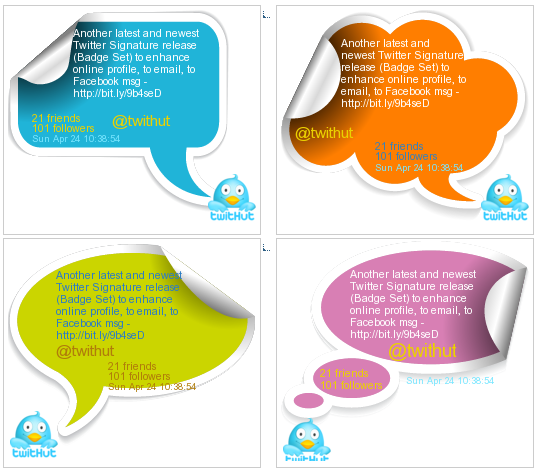 Another latest and newest
Twitter Signature release
(Badge Set) to enhance
online profile, to email, to
Facebook msg -
http://bit.ly/9b4seD
21 friends
101 followers
@twithut
Sun Apr 24 10:38:54
twitHut
Another latest and
newest Twitter Signature
release (Badge Set) to
enhance online profile, to
email, to Facebook msg -
http://bit.ly/9b4seD
@twithut
21 friends
101 followers
Sun Apr 24 10:38:54
twitHut
Another latest and newest
Twitter Signature release
(Badge Set) to enhance
online profile, to email, to
Facebook msg -
http://bit.ly/9b4seD
@twithut
21 friends
101 followers
Sun Apr 24 10:38:54
twitHut
Another latest and newest
Twitter Signature release
(Badge Set) to enhance
online profile, to email, to
Facebook msg -
http://bit.ly/9b4seD
@twithut
21 friends
101 followers
Sun Apr 24 10:38:54
twitHut